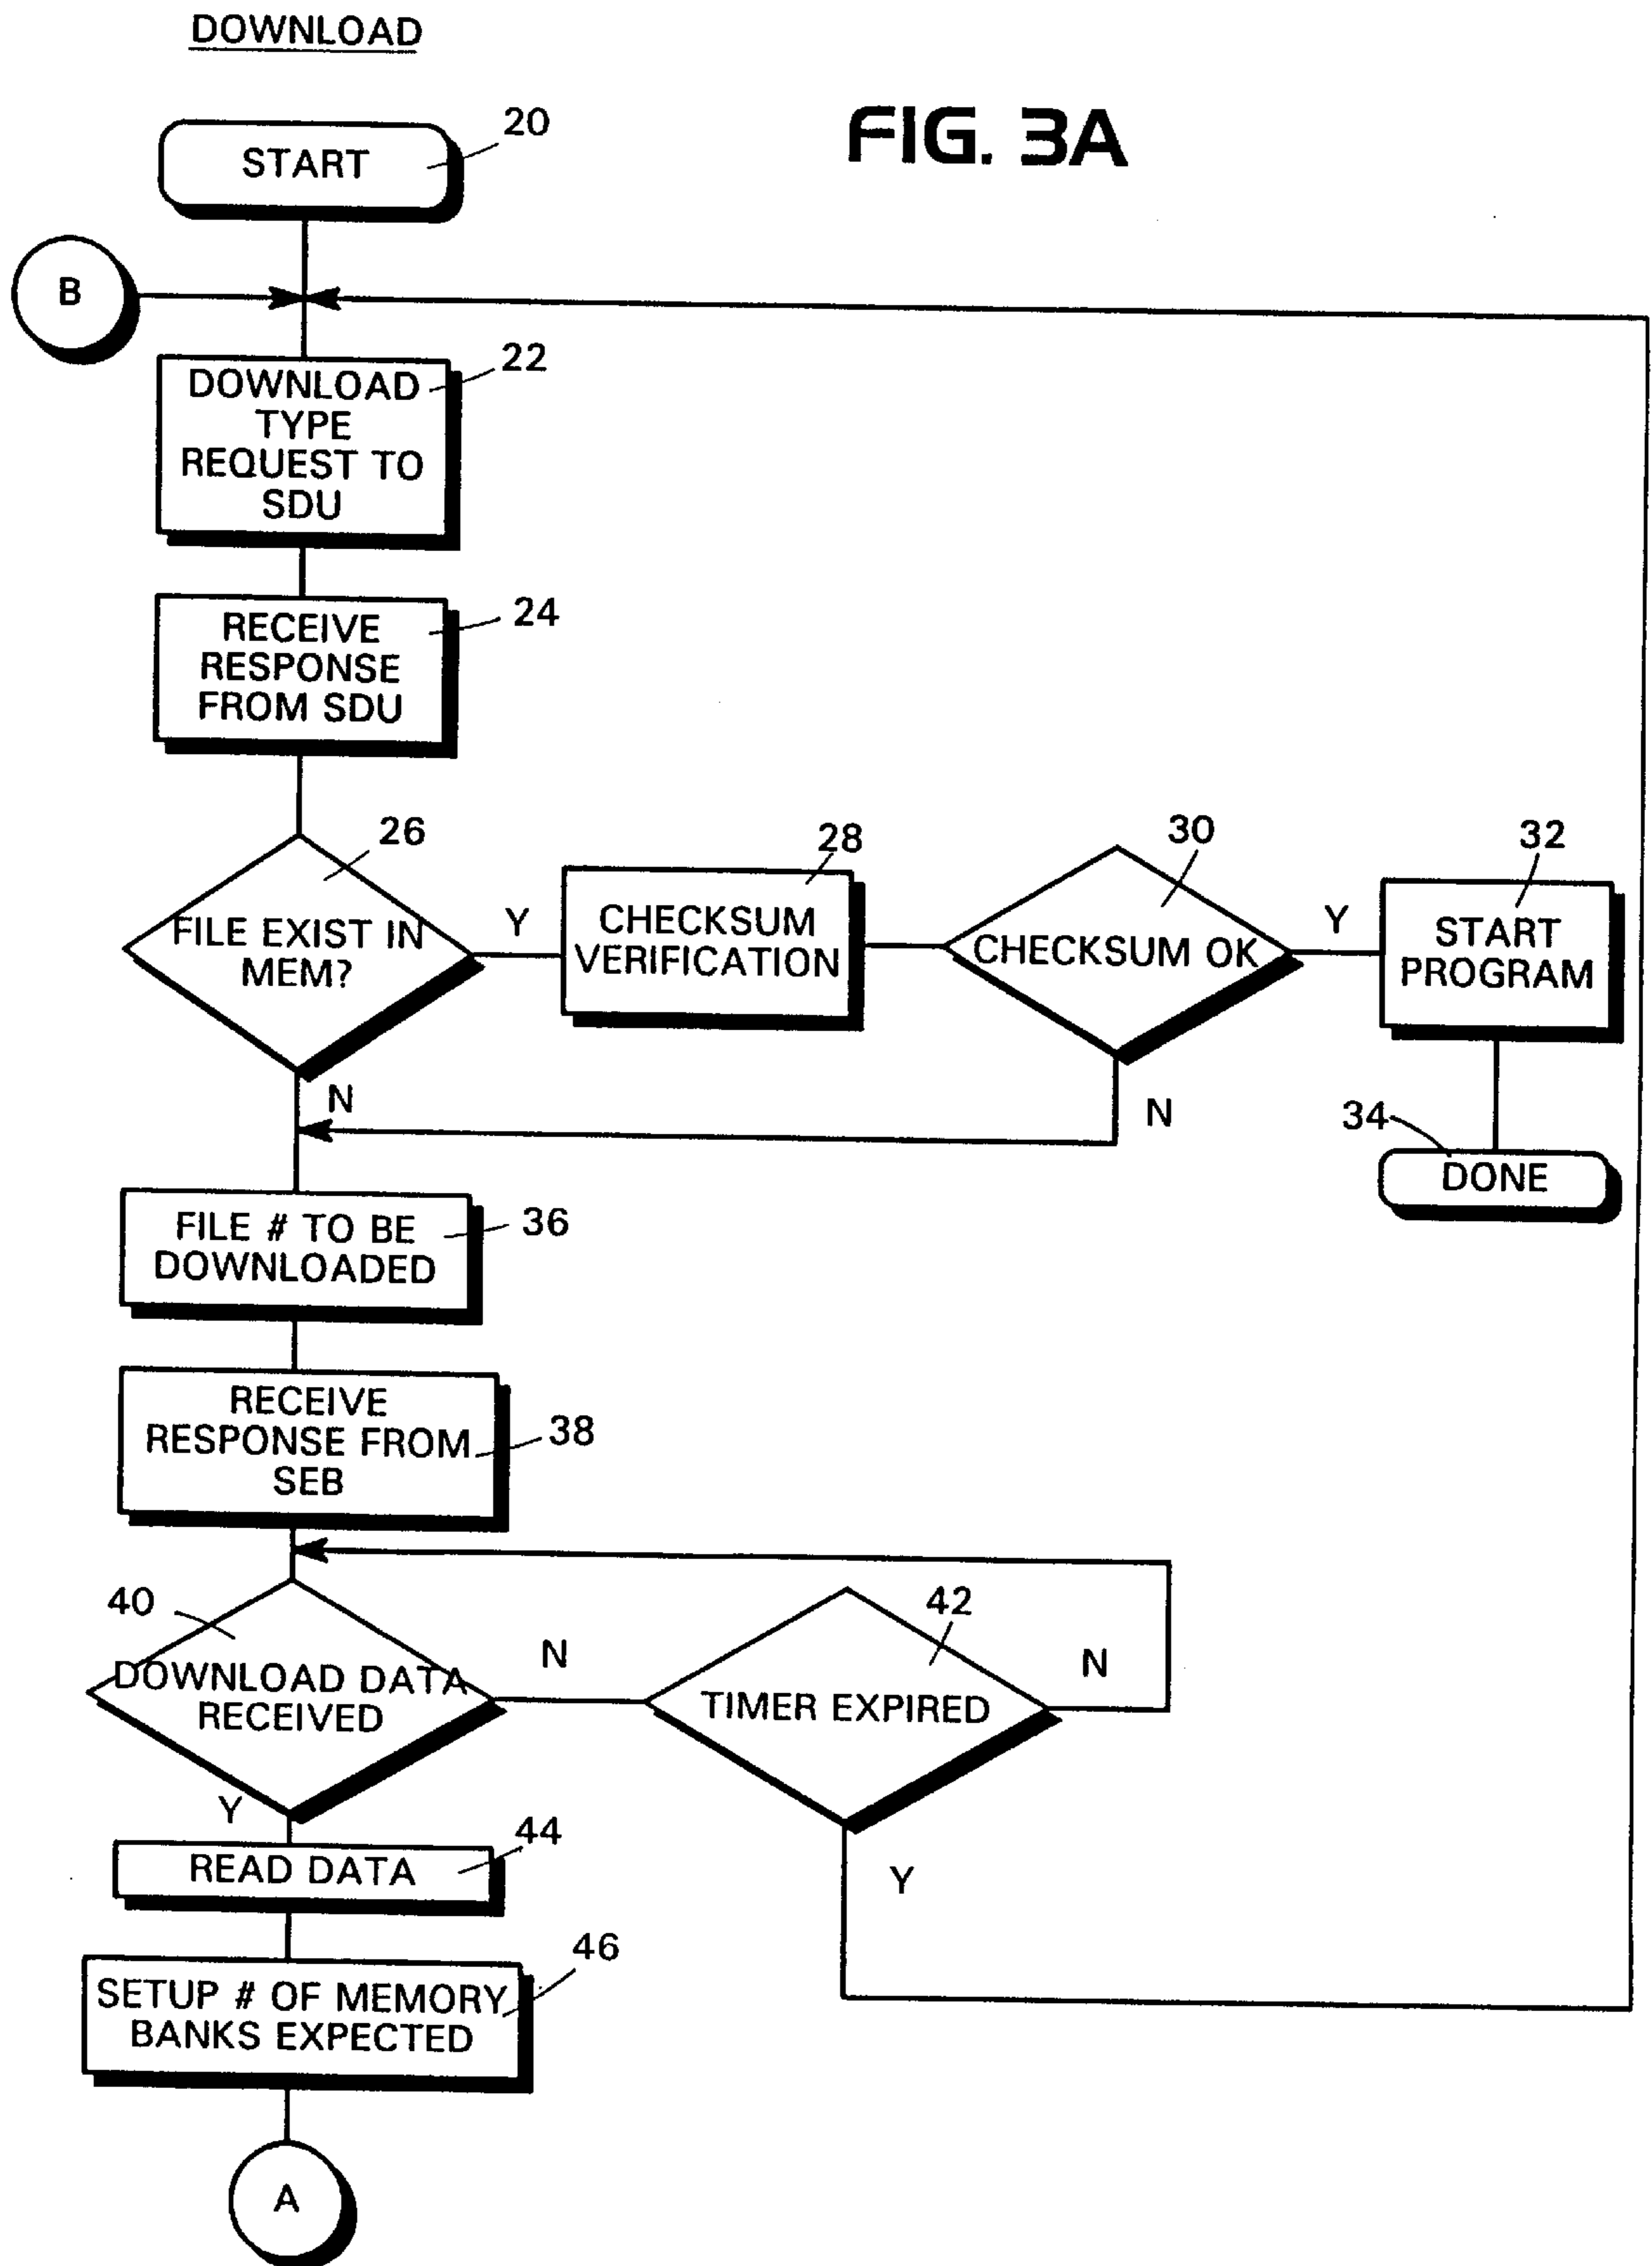 DOWNLOAD
FIG. 3A
START
20
B
DOWNLOAD
TYPE
REQUEST TO
SDU
22
RECEIVE
RESPONSE
FROM SDU
24
26
FILE EXIST IN
MEM?
Y
N
28
CHECKSUM
VERIFICATION
30
CHECKSUM OK
Y
N
32
START
PROGRAM
34
DONE
FILE # TO BE
DOWNLOADED
36
RECEIVE
RESPONSE FROM
SEB
38
40
DOWNLOAD DATA
RECEIVED
N
Y
42
TIMER EXPIRED
N
Y
44
READ DATA
46
SETUP # OF MEMORY
BANKS EXPECTED
A